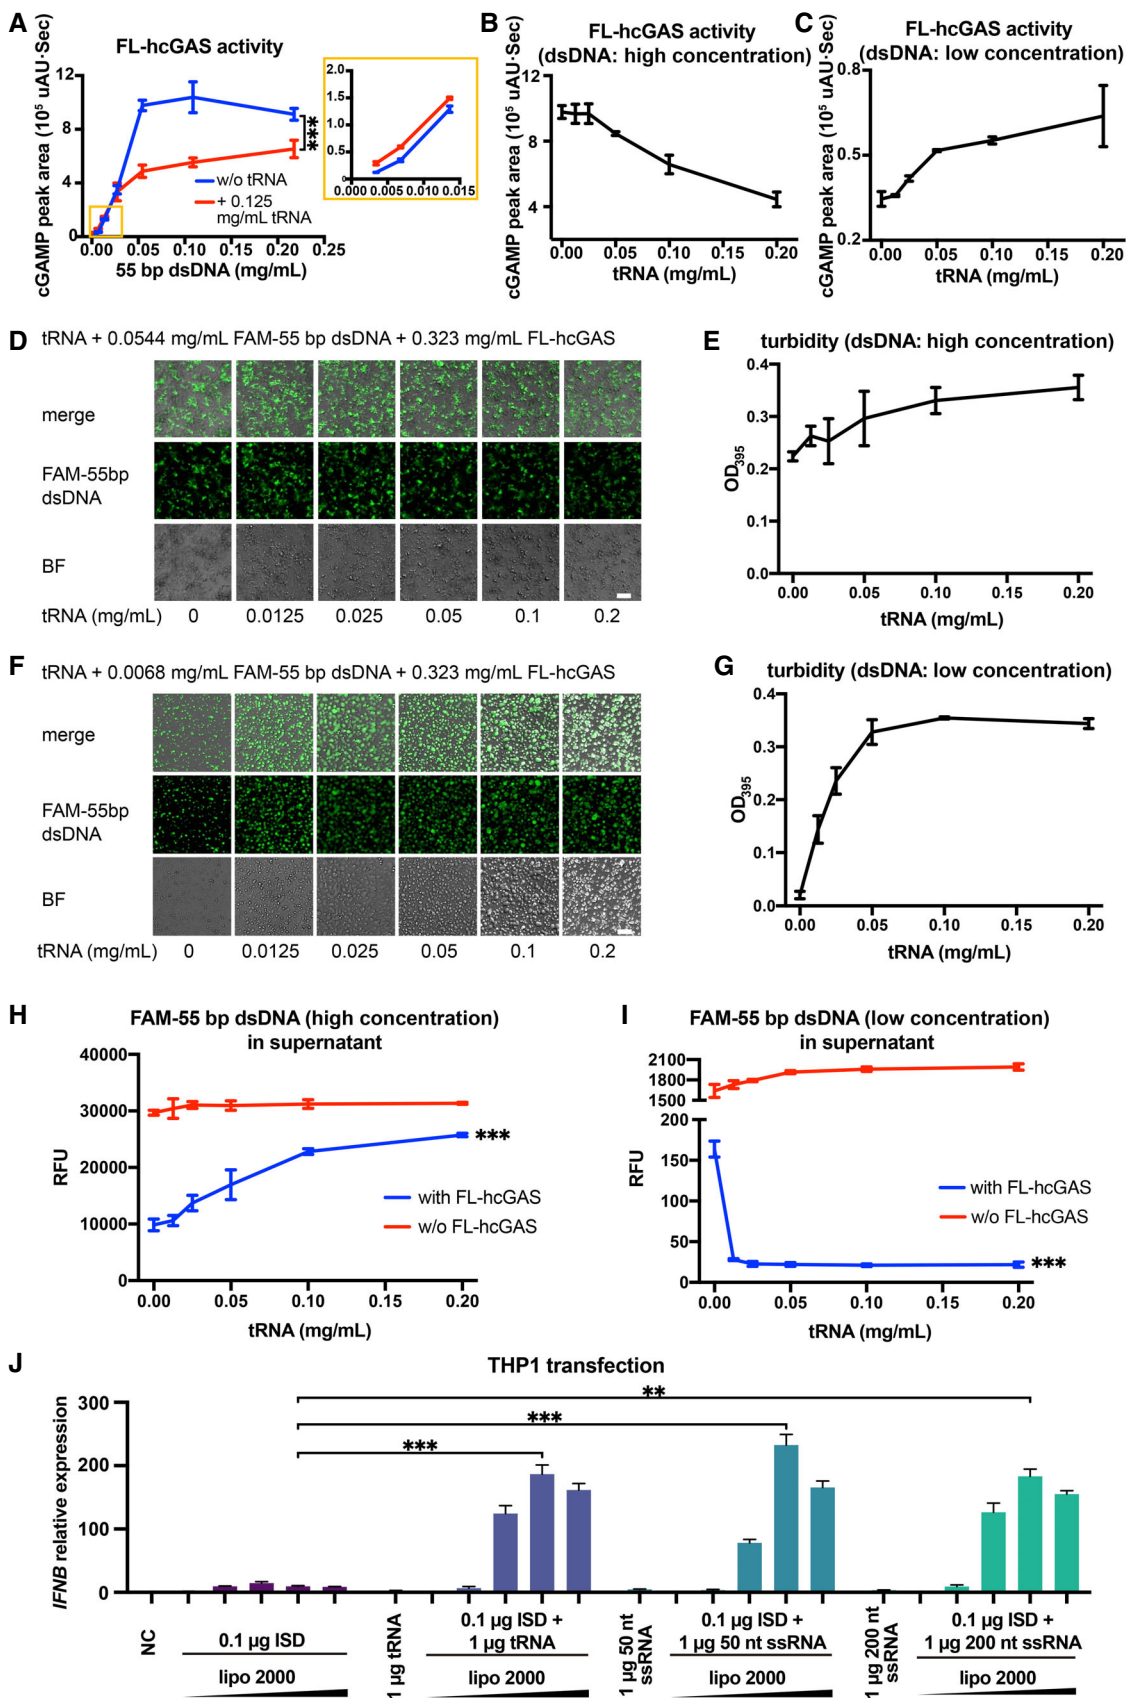 A
FL-hcGAS activity
cGAMP peak area (10⁵ uAU·Sec)
12
8
4
0
0.00 0.05 0.10 0.15 0.20 0.25
55 bp dsDNA (mg/mL)
w/o tRNA
+ 0.125
mg/mL tRNA
***
2.0
1.5
1.0
0.5
0.000 0.005 0.010 0.015
B
FL-hcGAS activity
(dsDNA: high concentration)
cGAMP peak area (10⁵ uAU·Sec)
12
8
4
0.00 0.05 0.10 0.15 0.20
tRNA (mg/mL)
C
FL-hcGAS activity
(dsDNA: low concentration)
cGAMP peak area (10⁵ uAU·Sec)
0.8
0.5
0.2
0.00 0.05 0.10 0.15 0.20
tRNA (mg/mL)
D
tRNA + 0.0544 mg/mL FAM-55 bp dsDNA + 0.323 mg/mL FL-hcGAS
merge
FAM-55bp
dsDNA
BF
tRNA (mg/mL) 0 0.0125 0.025 0.05 0.1 0.2
E
turbidity (dsDNA: high concentration)
OD₃₉₅
0.4
0.3
0.2
0.1
0.0
0.00 0.05 0.10 0.15 0.20
tRNA (mg/mL)
F
tRNA + 0.0068 mg/mL FAM-55 bp dsDNA + 0.323 mg/mL FL-hcGAS
merge
FAM-55bp
dsDNA
BF
tRNA (mg/mL) 0 0.0125 0.025 0.05 0.1 0.2
G
turbidity (dsDNA: low concentration)
OD₃₉₅
0.4
0.3
0.2
0.1
0.0
0.00 0.05 0.10 0.15 0.20
tRNA (mg/mL)
H
FAM-55 bp dsDNA (high concentration)
in supernatant
RFU
40000
30000
20000
10000
0
***
with FL-hcGAS
w/o FL-hcGAS
0.00 0.05 0.10 0.15 0.20
tRNA (mg/mL)
I
FAM-55 bp dsDNA (low concentration)
in supernatant
RFU
2100
1800
1500
200
150
100
50
0
with FL-hcGAS
w/o FL-hcGAS
***
0.00 0.05 0.10 0.15 0.20
tRNA (mg/mL)
J
THP1 transfection
IFNB relative expression
300
200
100
0
**
***
***
NC
0.1 µg ISD
lipo 2000
1 µg tRNA
0.1 µg ISD +
1 µg tRNA
lipo 2000
1 µg 50 nt
ssRNA
0.1 µg ISD +
1 µg 50 nt ssRNA
lipo 2000
1 µg 200 nt
ssRNA
0.1 µg ISD +
1 µg 200 nt ssRNA
lipo 2000